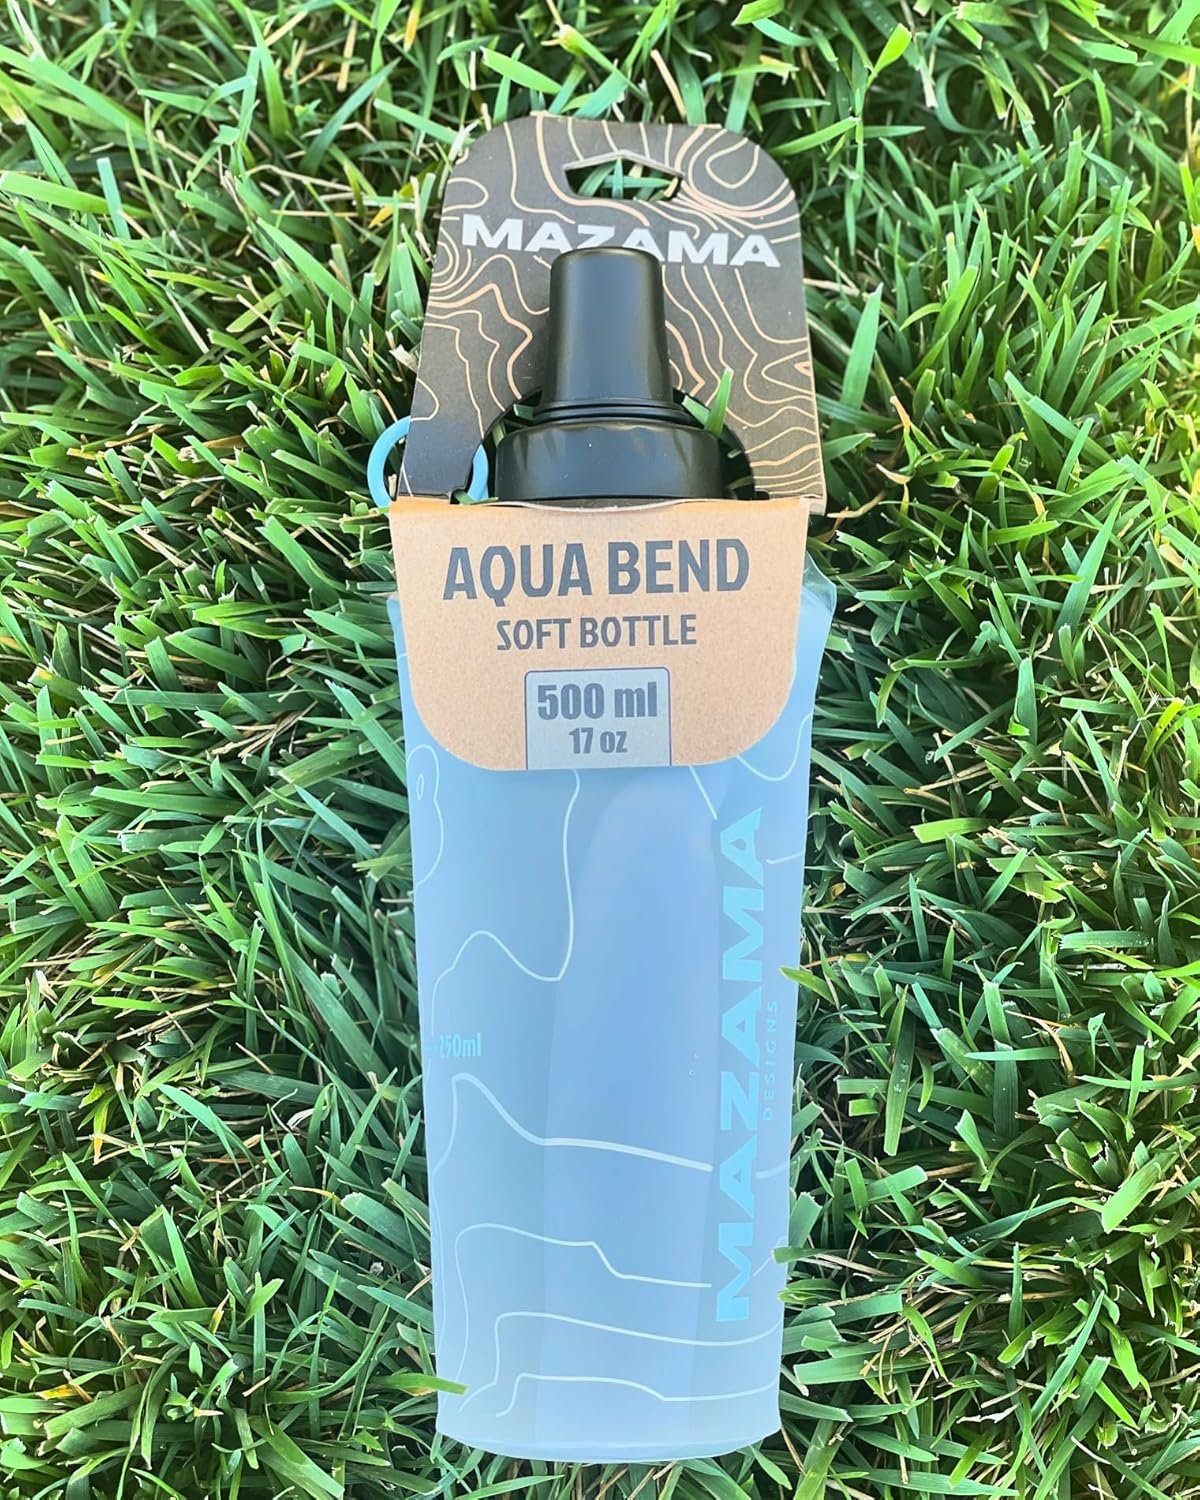 MAZAMA
AQUA BEND
SOFT BOTTLE
500 ml
17 oz
250ml
MAZAMA
DESIGNS